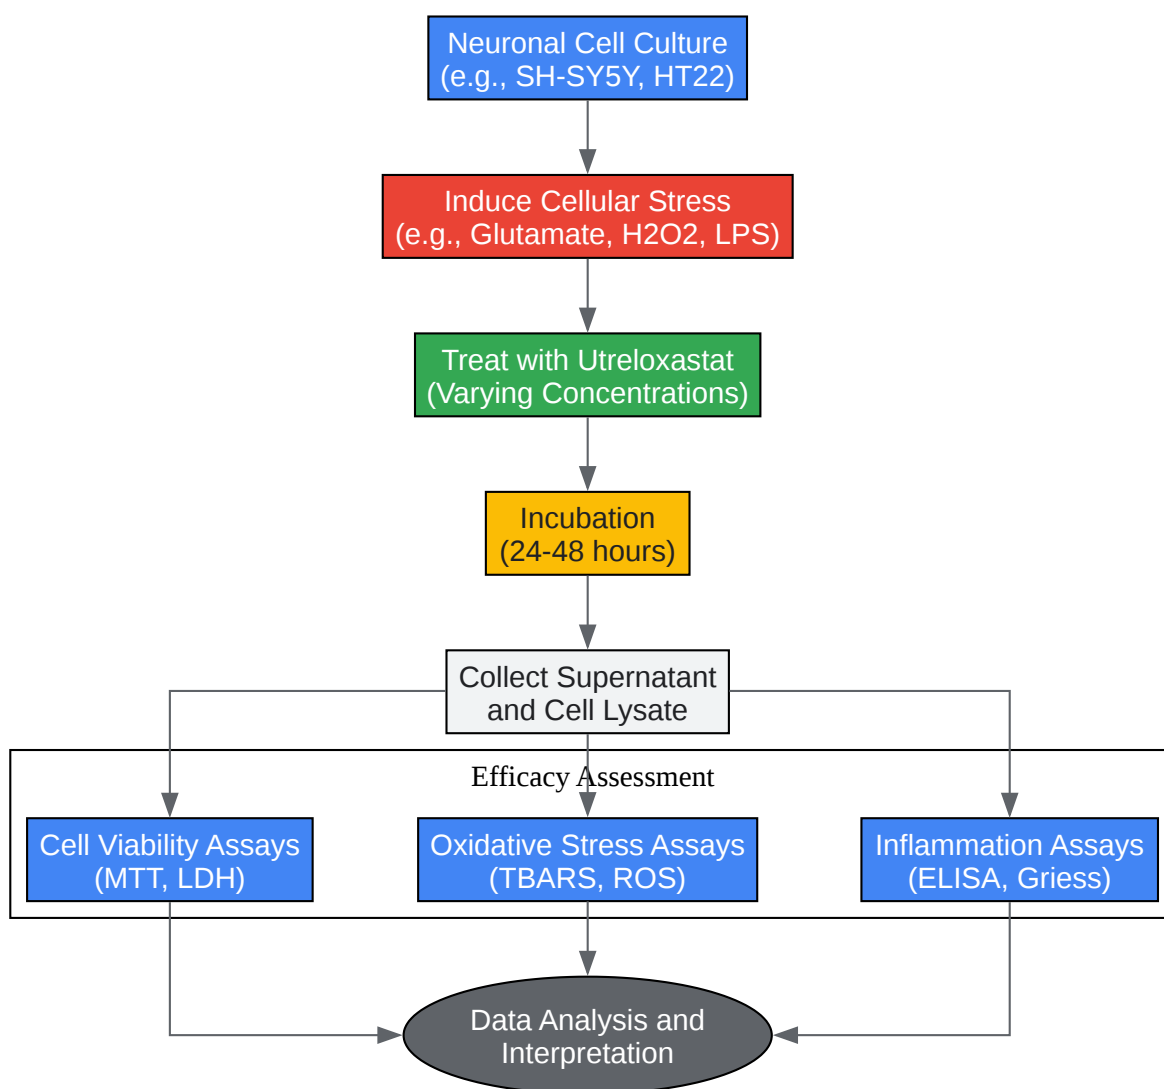 Neuronal Cell Culture
(e.g., SH-SY5Y, HT22)
Induce Cellular Stress
(e.g., Glutamate, H2O2, LPS)
Treat with Utreloxastat
(Varying Concentrations)
Incubation
(24-48 hours)
Collect Supernatant
and Cell Lysate
Efficacy Assessment
Cell Viability Assays
(MTT, LDH)
Oxidative Stress Assays
(TBARS, ROS)
Inflammation Assays
(ELISA, Griess)
Data Analysis and
Interpretation